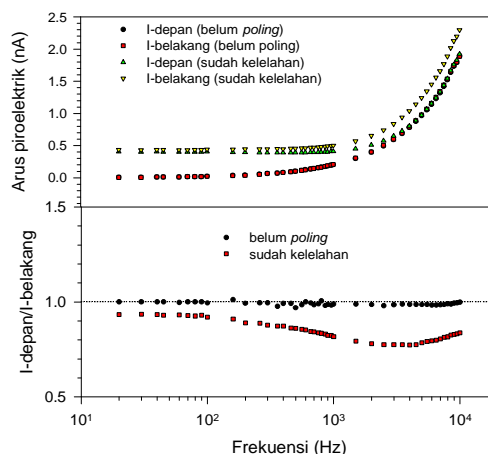 Arus piroelektrik (nA)
2.5
2.0
1.5
1.0
0.5
0.0
I-depan (belum poling)
I-belakang (belum poling)
I-depan (sudah kelelahan)
I-belakang (sudah kelelahan)
I-depan/I-belakang
1.5
1.0
0.5
belum poling
sudah kelelahan
10¹ 10² 10³ 10⁴
Frekuensi (Hz)